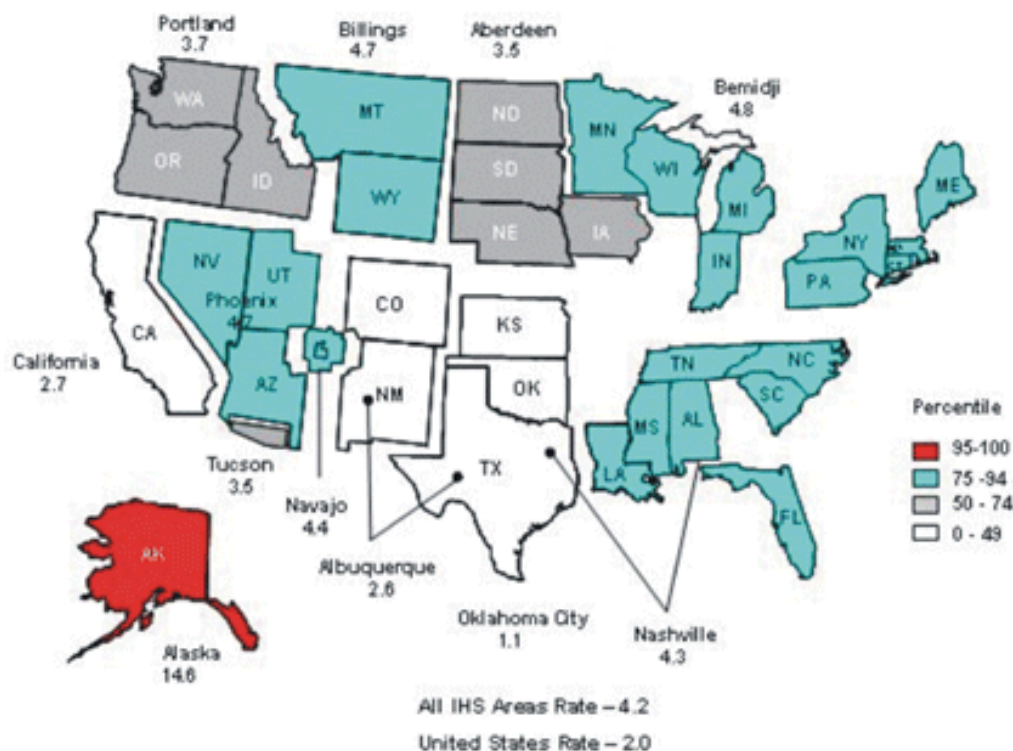 Portland
3.7
Billings
4.7
Aberdeen
3.5
Bemidji
4.8
WA
MT
ND
MN
OR
ID
WY
SD
WI
MI
ME
NE
IA
NY
IN
PA
NV
UT
Phoenix
CO
KS
CA
AZ
NM
OK
TN
NC
SC
MS
AL
TX
LA
FL
California
2.7
Tucson
3.5
Navajo
4.4
Albuquerque
2.6
Oklahoma City
1.1
Nashville
4.3
AK
Alaska
14.6
Percentile
95-100
75 -94
50 - 74
0 - 49
All IHS Areas Rate – 4.2
United States Rate – 2.0